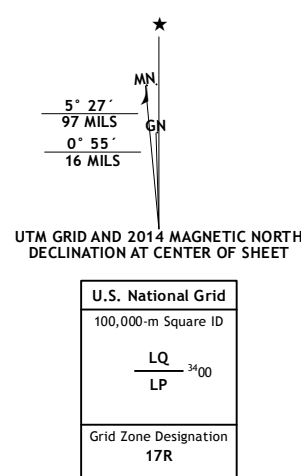 MN
5° 27´
97 MILS
GN
0° 55´
16 MILS
UTM GRID AND 2014 MAGNETIC NORTH
DECLINATION AT CENTER OF SHEET
U.S. National Grid
100,000-m Square ID
LQ
3400
LP
Grid Zone Designation
17R